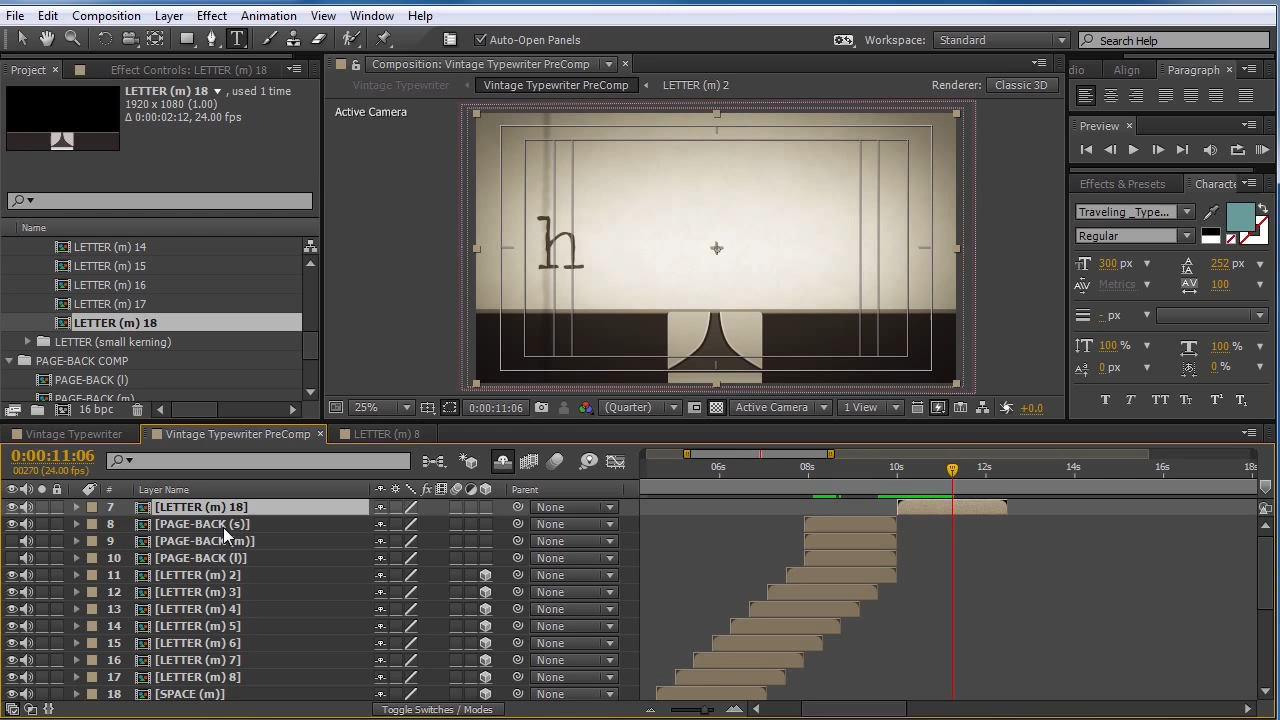 File Edit Composition Layer Effect Animation View Window Help
T Auto-Open Panels Workspace: Standard Search Help
Project × Effect Controls: LETTER (m) 18 Composition: Vintage Typewriter PreComp × dio Align Paragraph ×
LETTER (m) 18 , used 1 time Vintage Typewriter Vintage Typewriter PreComp LETTER (m) 2 Renderer: Classic 3D
1920 x 1080 (1.00)
Δ 0:00:02:12, 24.00 fps Active Camera Preview ×
Effects & Presets Characte
Traveling _Type...
Name Regular
h
LETTER (m) 14
LETTER (m) 15 300 px 252 px
LETTER (m) 16 Metrics 100
LETTER (m) 17
LETTER (m) 18 - px
LETTER (small kerning) 100 % 100 %
PAGE-BACK COMP 0 px 0 %
PAGE-BACK (l)
PAGE-BACK (m) T T TT Tt T¹ T₁
16 bpc 25% 0:00:11:06 (Quarter) Active Camera 1 View +0.0
Vintage Typewriter Vintage Typewriter PreComp × LETTER (m) 8
0:00:11:06
00270 (24.00 fps) 06s 08s 10s 12s 14s 16s 18s
# Layer Name fx Parent
7 [LETTER (m) 18] None
8 [PAGE-BACK (s)] None
9 [PAGE-BACK (m)] None
10 [PAGE-BACK (l)] None
11 [LETTER (m) 2] None
12 [LETTER (m) 3] None
13 [LETTER (m) 4] None
14 [LETTER (m) 5] None
15 [LETTER (m) 6] None
16 [LETTER (m) 7] None
17 [LETTER (m) 8] None
18 [SPACE (m)] None
Toggle Switches / Modes